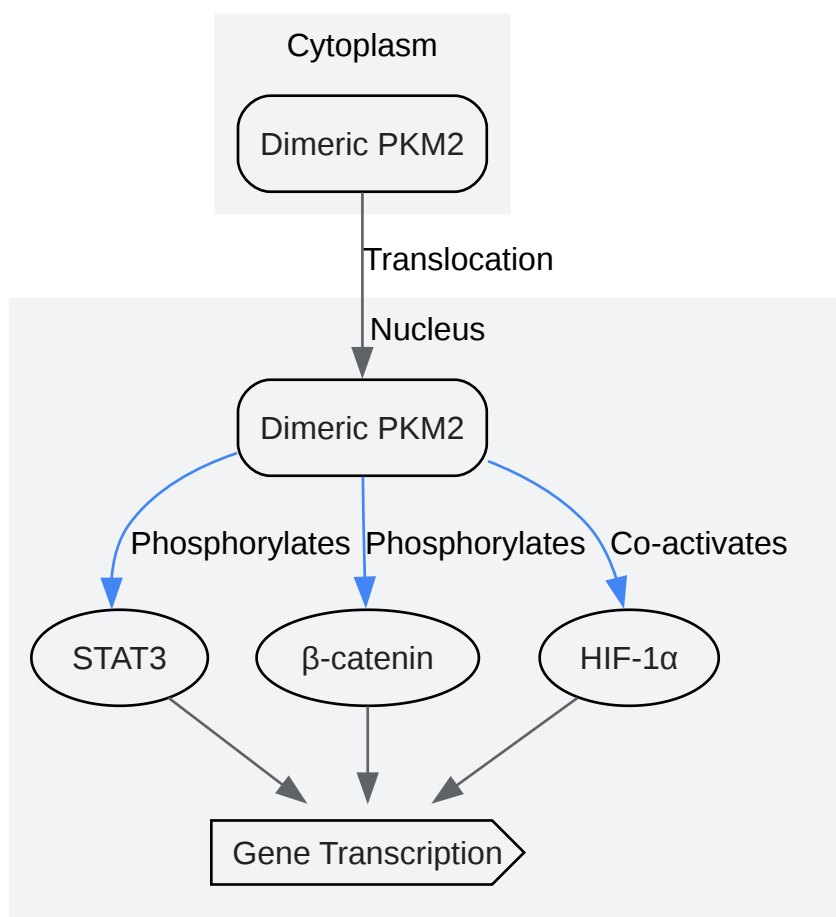 Cytoplasm
Dimeric PKM2
Translocation
Nucleus
Dimeric PKM2
Phosphorylates
Phosphorylates
Co-activates
STAT3
β-catenin
HIF-1α
Gene Transcription